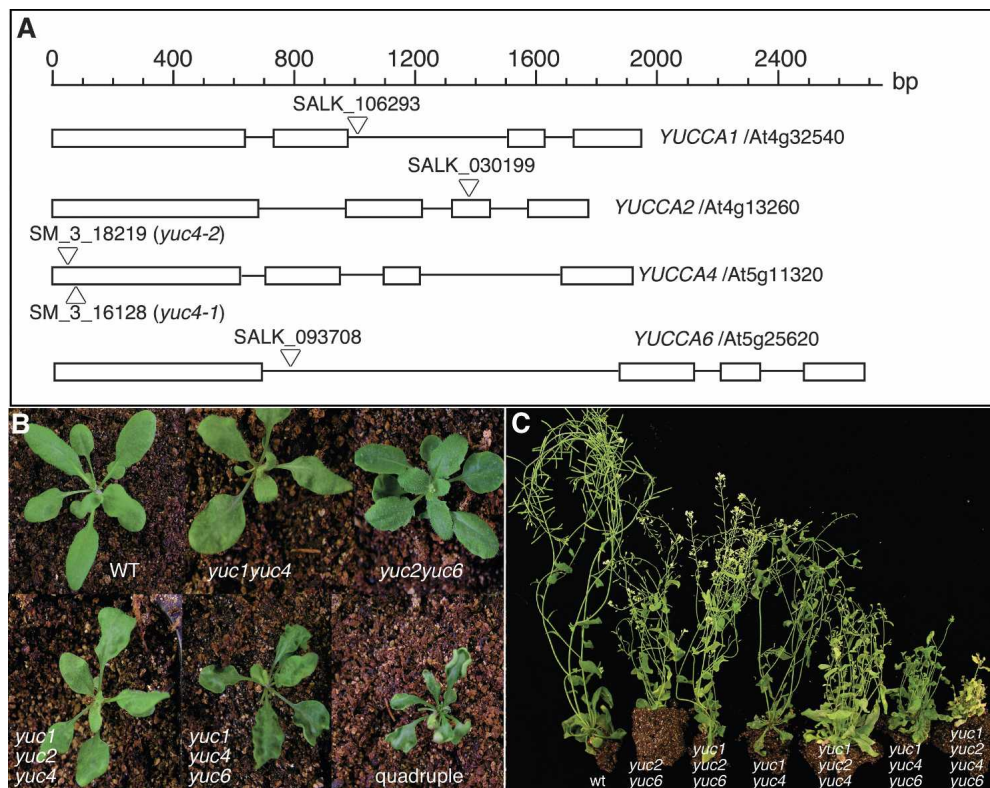 A
0 400 800 1200 1600 2000 2400
bp
SALK_106293
YUCCA1 /At4g32540
SALK_030199
YUCCA2 /At4g13260
SM_3_18219 (yuc4-2)
YUCCA4 /At5g11320
SM_3_16128 (yuc4-1)
SALK_093708
YUCCA6 /At5g25620
B
WT
yuc1yuc4
yuc2yuc6
yuc1
yuc2
yuc4
yuc1
yuc4
yuc6
quadruple
C
wt
yuc2
yuc6
yuc1
yuc2
yuc6
yuc1
yuc4
yuc1
yuc2
yuc4
yuc1
yuc4
yuc6
yuc1
yuc2
yuc4
yuc6